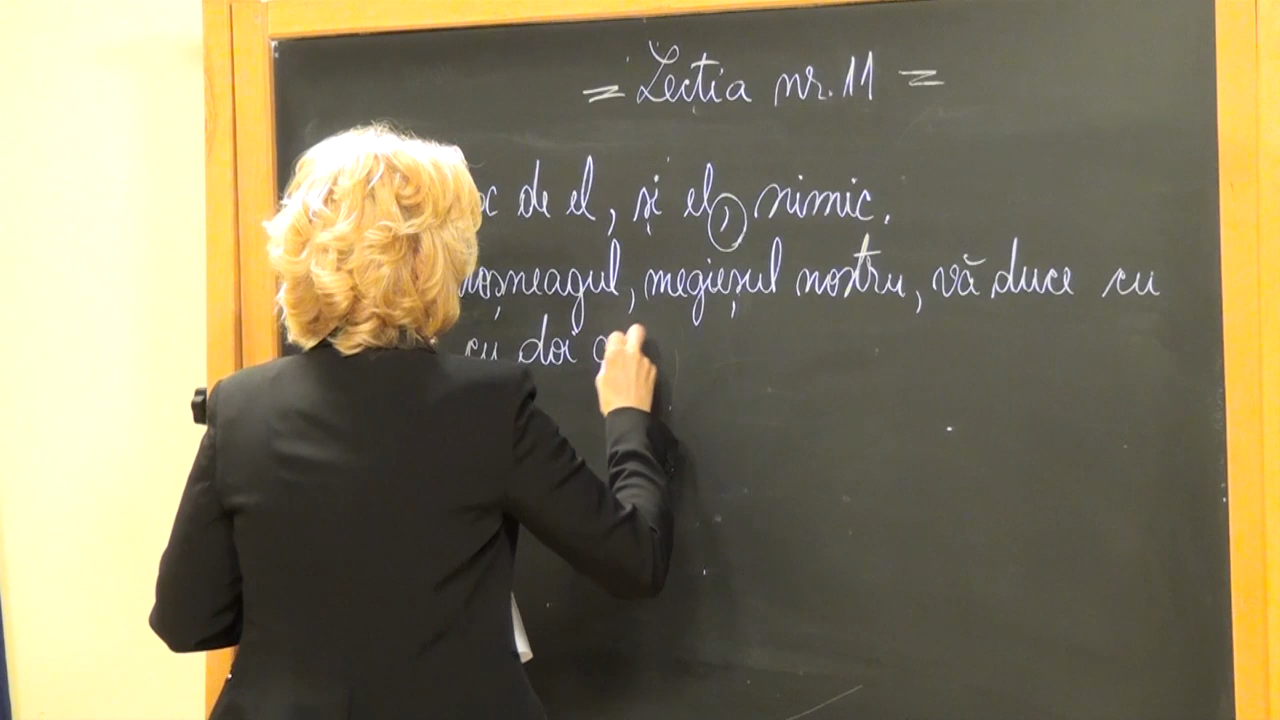 = Lecția nr. 11 =
de el, și el, nimic.
moșneagul, megieșul nostru, vă duce cu
cu doi